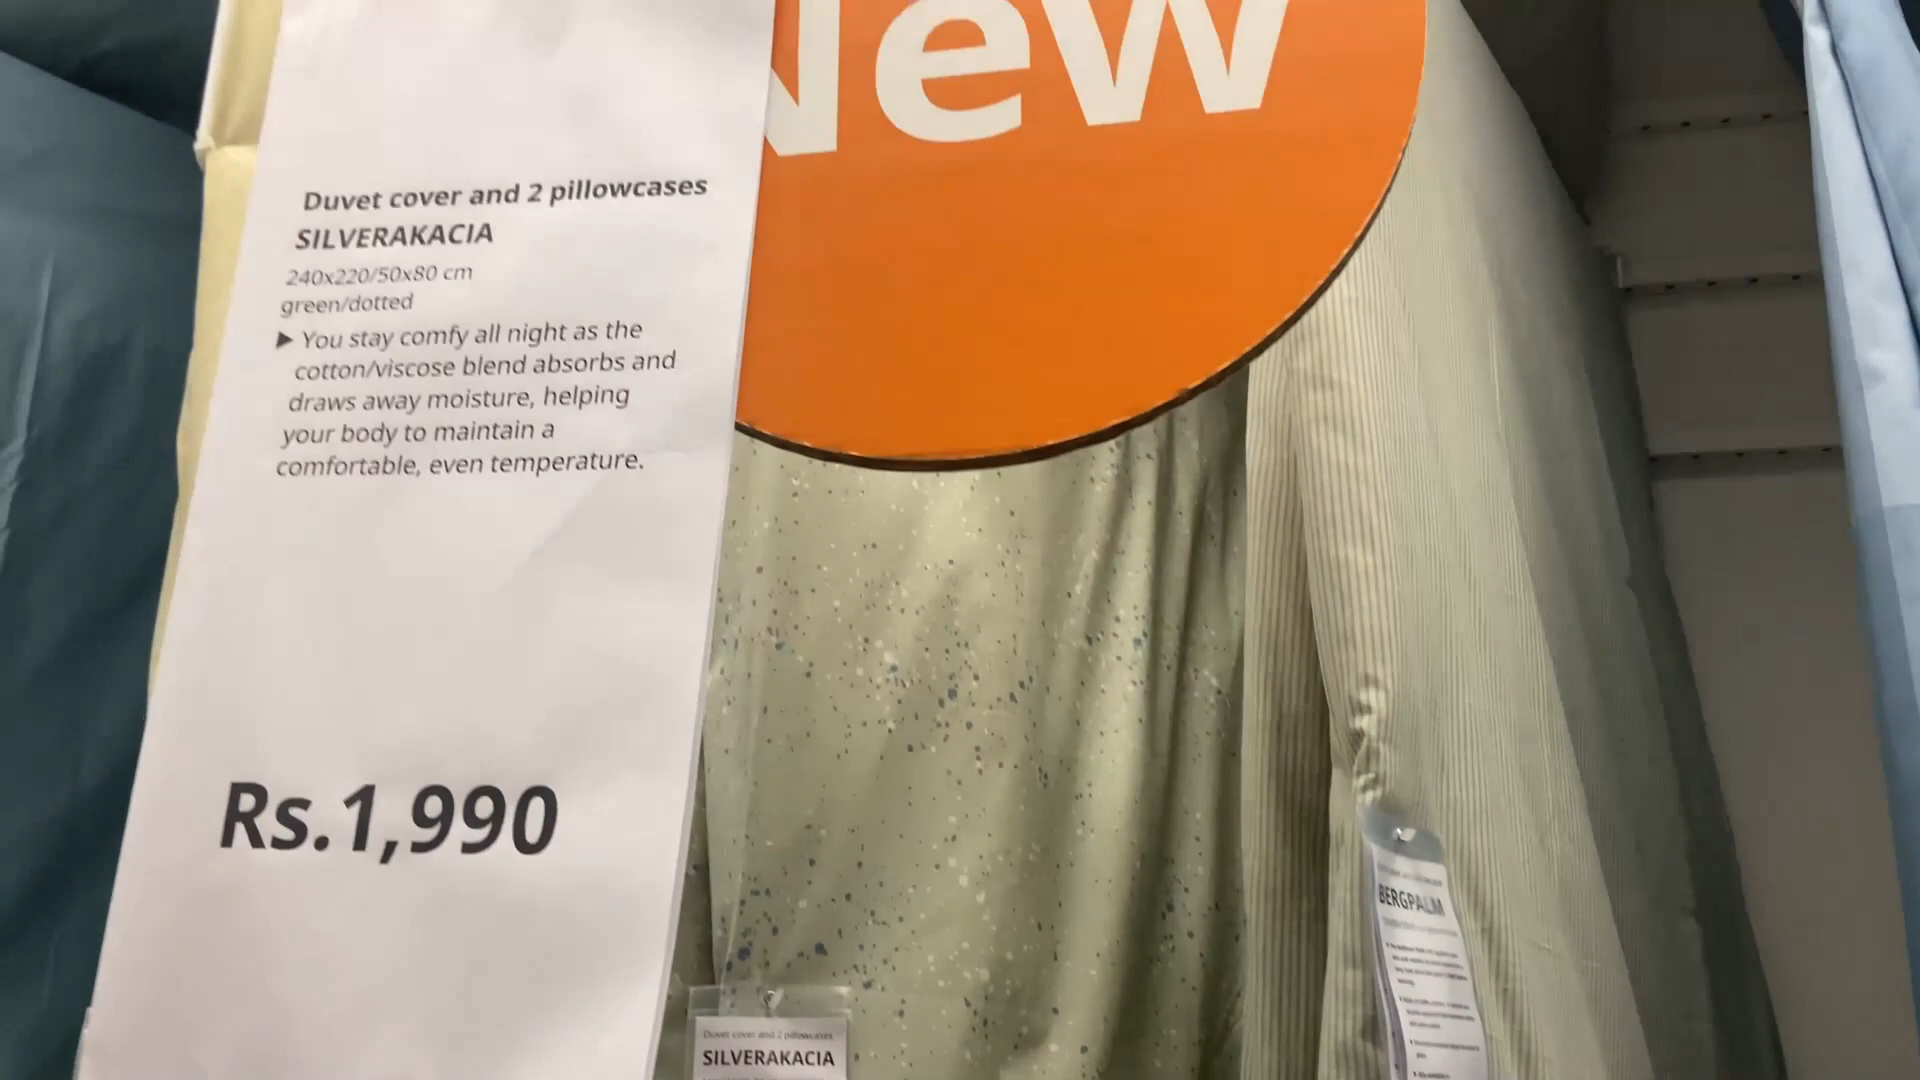 New
Duvet cover and 2 pillowcases
SILVERAKACIA
240x220/50x80 cm
green/dotted
▶ You stay comfy all night as the
cotton/viscose blend absorbs and
draws away moisture, helping
your body to maintain a
comfortable, even temperature.
Rs.1,990
BERGPALM
Duvet cover and 2 pillowcases
SILVERAKACIA